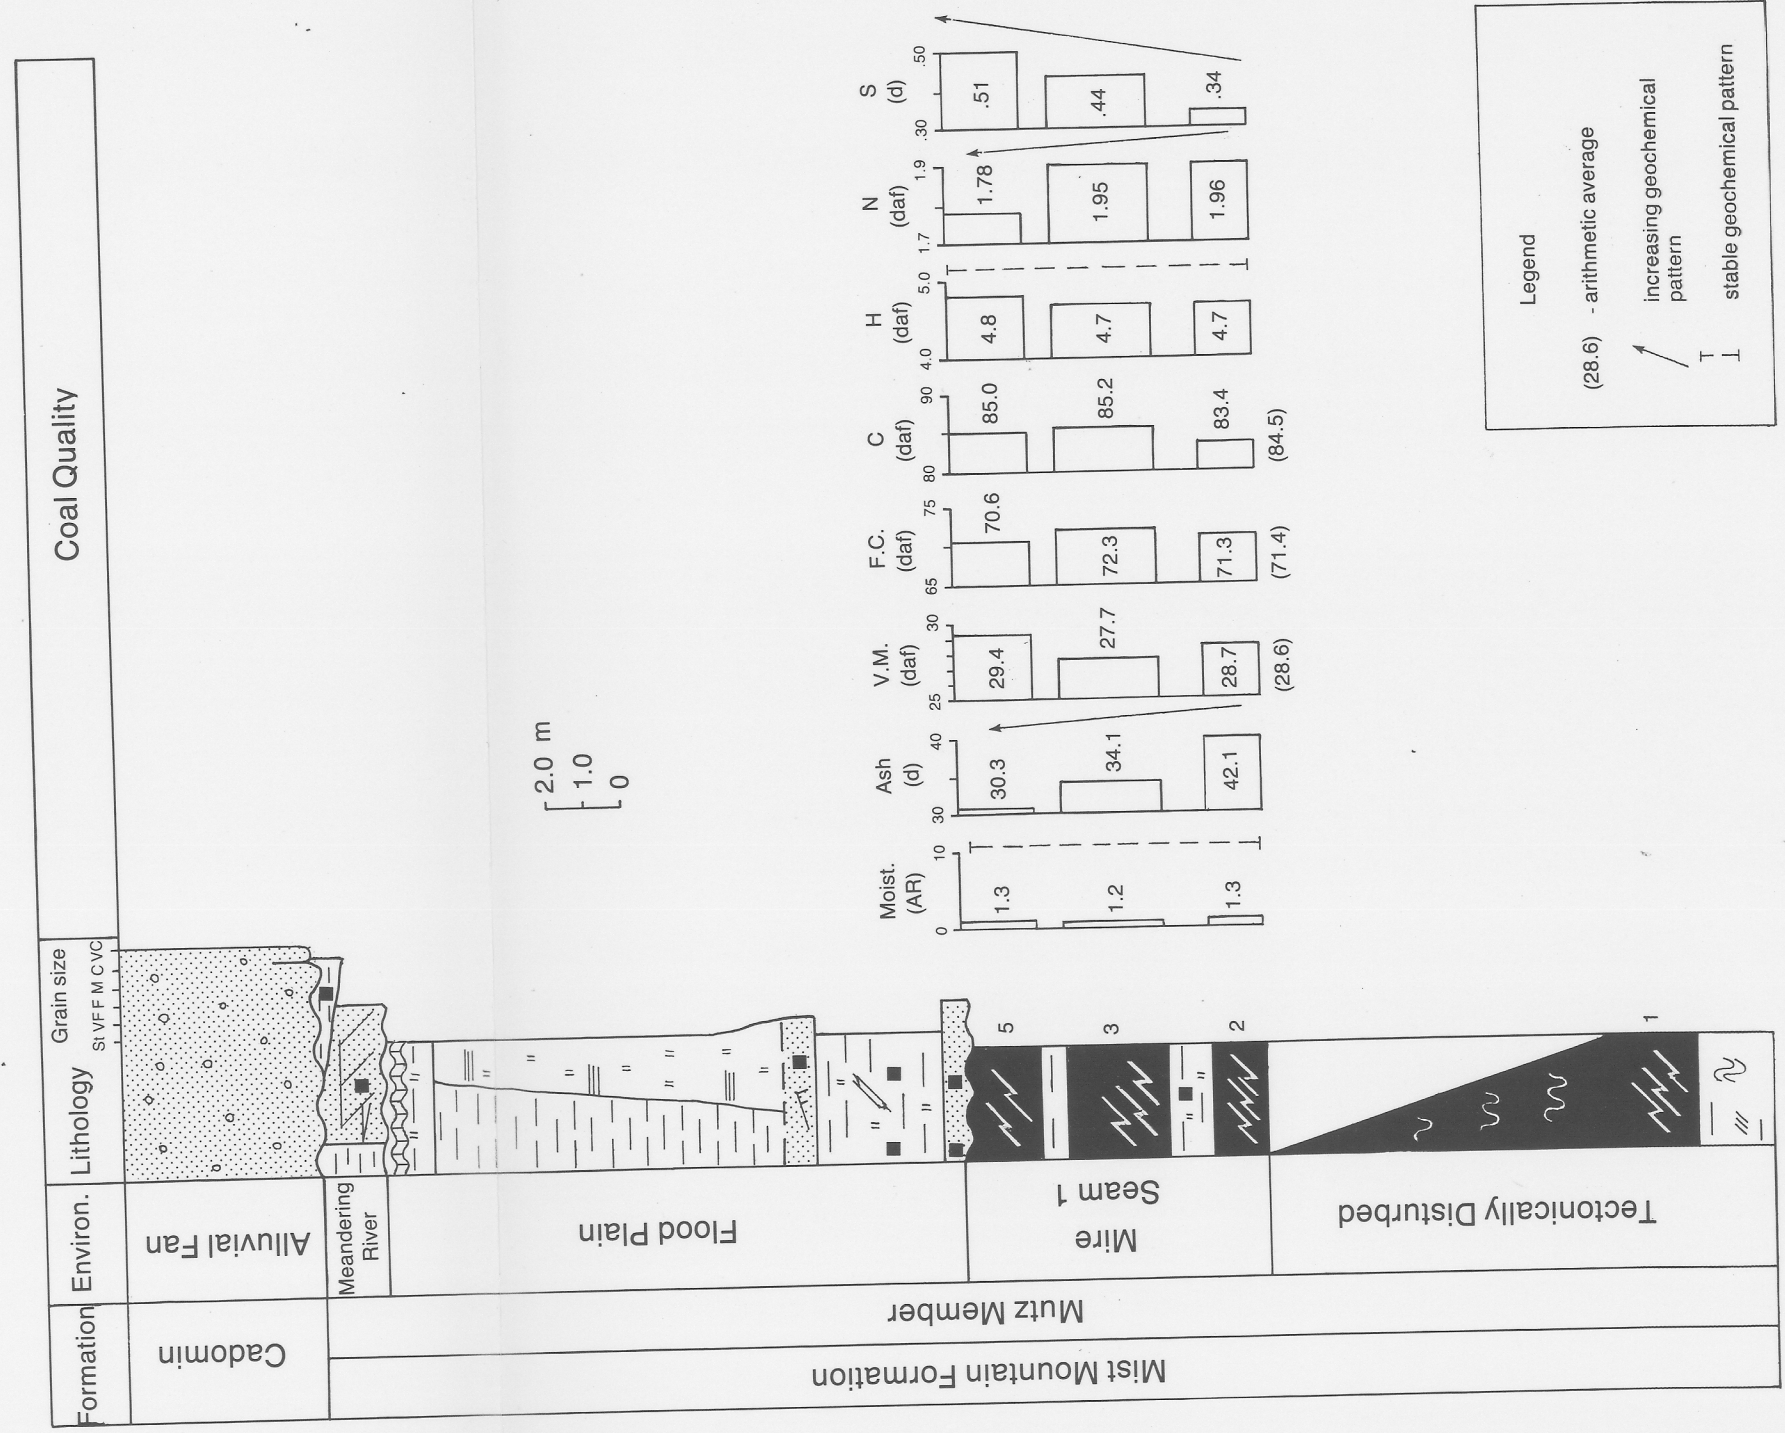 Coal Quality
Formation
Environ.
Lithology
Grain size
St VF F M C VC
Cadomin
Alluvial Fan
Meandering
River
Flood Plain
Mire
Seam 1
Tectonically Disturbed
Mutz Member
Mist Mountain Formation
5
3
2
1
2.0 m
1.0
0
Moist.
(AR)
0 10
1.3
1.2
1.3
Ash
(d)
30 40
30.3
34.1
42.1
V.M.
(daf)
25 30
29.4
27.7
28.7
(28.6)
F.C.
(daf)
65 75
70.6
72.3
71.3
(71.4)
C
(daf)
80 90
85.0
85.2
83.4
(84.5)
H
(daf)
4.0 5.0
4.8
4.7
4.7
N
(daf)
1.7 1.9
1.78
1.95
1.96
S
(d)
.30 .50
.51
.44
.34
Legend
(28.6) - arithmetic average
increasing geochemical
pattern
stable geochemical pattern